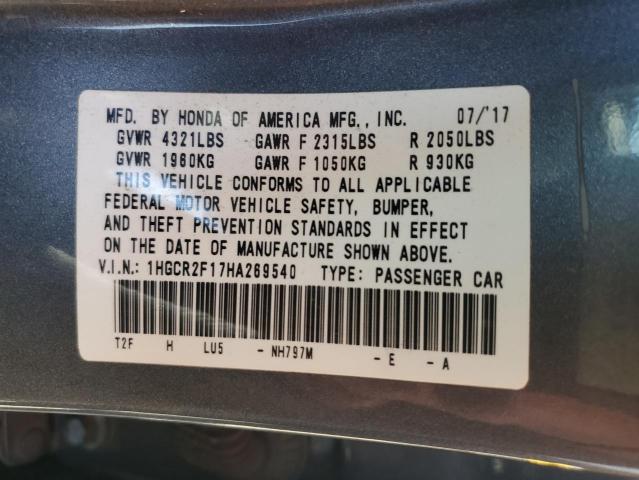 MFD. BY HONDA OF AMERICA MFG., INC. 07/'17
GVWR 4321LBS GAWR F 2315LBS R 2050LBS
GVWR 1960KG GAWR F 1050KG R 930KG
THIS VEHICLE CONFORMS TO ALL APPLICABLE
FEDERAL MOTOR VEHICLE SAFETY, BUMPER,
AND THEFT PREVENTION STANDARDS IN EFFECT
ON THE DATE OF MANUFACTURE SHOWN ABOVE.
V.I.N.: 1HGCR2F17HA269540 TYPE: PASSENGER CAR
T2F H LU5 - NH797M - E - A